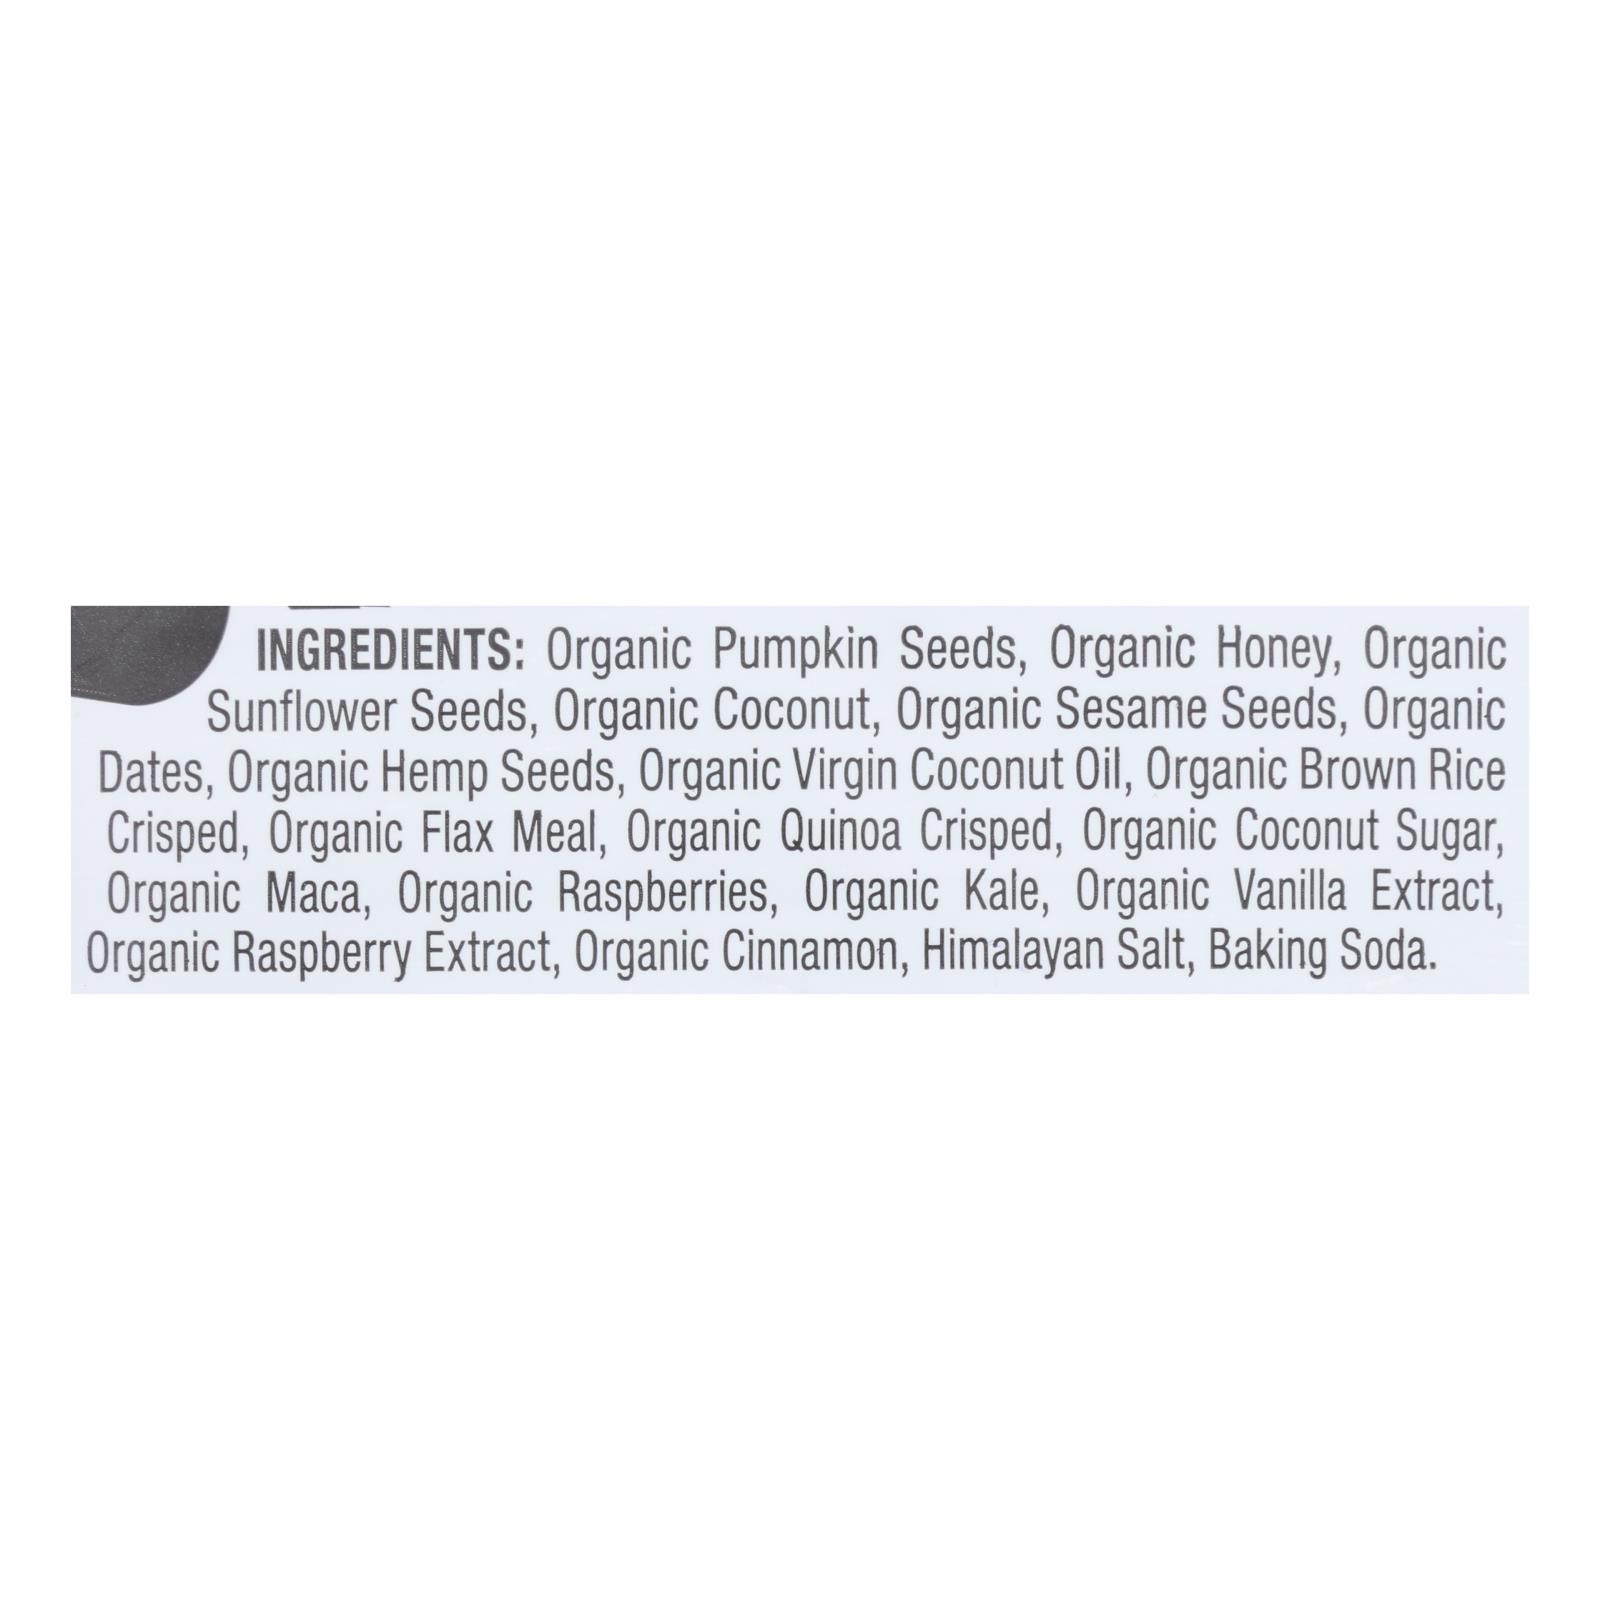 INGREDIENTS: Organic Pumpkin Seeds, Organic Honey, Organic
Sunflower Seeds, Organic Coconut, Organic Sesame Seeds, Organic
Dates, Organic Hemp Seeds, Organic Virgin Coconut Oil, Organic Brown Rice
Crisped, Organic Flax Meal, Organic Quinoa Crisped, Organic Coconut Sugar,
Organic Maca, Organic Raspberries, Organic Kale, Organic Vanilla Extract,
Organic Raspberry Extract, Organic Cinnamon, Himalayan Salt, Baking Soda.